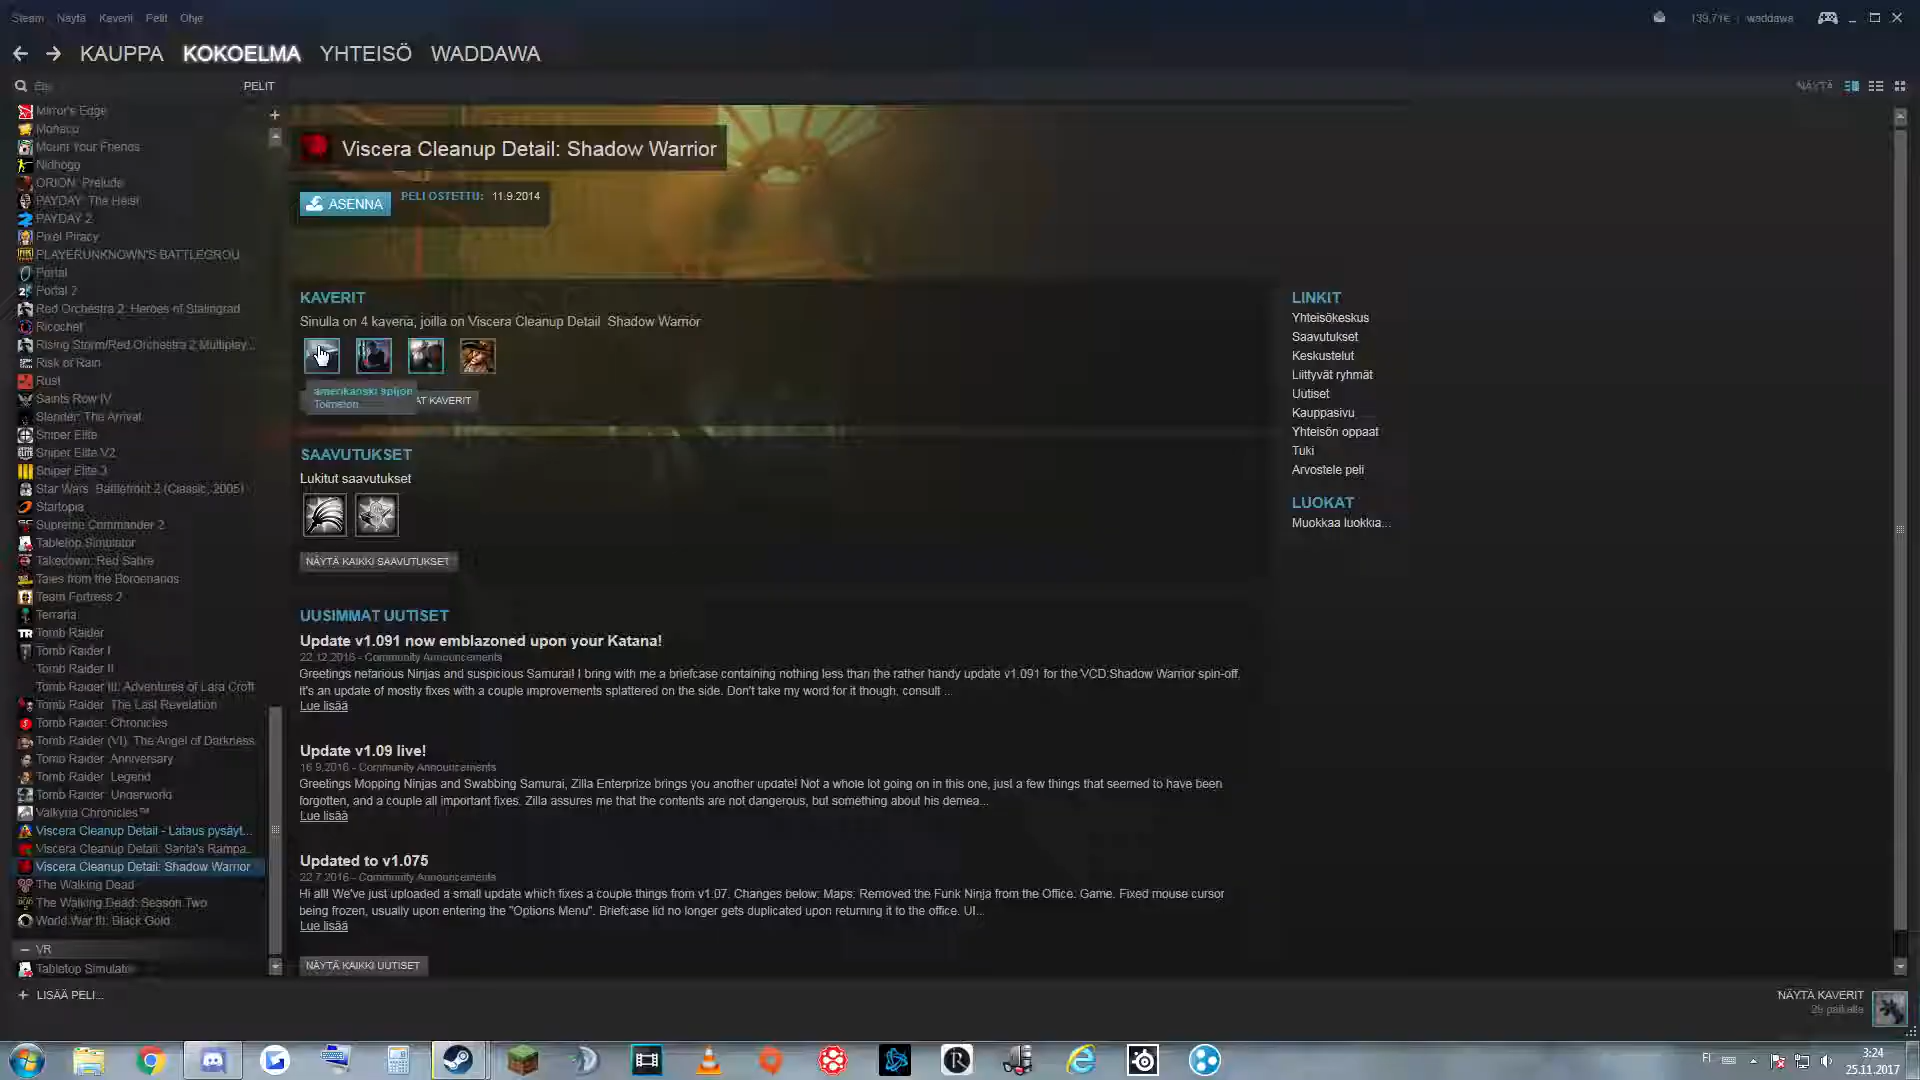 Steam Näytä Kaverit Pelit Ohje
139,71€ waddawa
KAUPPA KOKOELMA YHTEISÖ WADDAWA
PELIT
NÄYTÄ
Mirror's Edge
Monaco
Mount Your Friends
Nidhogg
ORION: Prelude
PAYDAY: The Heist
PAYDAY 2
Pixel Piracy
PLAYERUNKNOWN'S BATTLEGROU
Portal
Portal 2
Red Orchestra 2: Heroes of Stalingrad
Ricochet
Rising Storm/Red Orchestra 2 Multiplay...
Risk of Rain
Rust
Saints Row IV
Slender: The Arrival
Sniper Elite
Sniper Elite V2
Sniper Elite 3
Star Wars: Battlefront 2 (Classic, 2005)
Startopia
Supreme Commander 2
Tabletop Simulator
Takedown: Red Sabre
Tales from the Borderlands
Team Fortress 2
Terraria
Tomb Raider
Tomb Raider I
Tomb Raider II
Tomb Raider III: Adventures of Lara Croft
Tomb Raider: The Last Revelation
Tomb Raider: Chronicles
Tomb Raider (VI): The Angel of Darkness
Tomb Raider: Anniversary
Tomb Raider: Legend
Tomb Raider: Underworld
Valkyria Chronicles™
Viscera Cleanup Detail - Lataus pysäyt...
Viscera Cleanup Detail: Santa's Rampa...
Viscera Cleanup Detail: Shadow Warrior
The Walking Dead
The Walking Dead: Season Two
World War III: Black Gold
VR
Tabletop Simulato
LISÄÄ PELI...
Viscera Cleanup Detail: Shadow Warrior
ASENNA
PELI OSTETTU: 11.9.2014
KAVERIT
Sinulla on 4 kaveria, joilla on Viscera Cleanup Detail: Shadow Warrior
amerikanski spijon
Toimeton
AT KAVERIT
SAAVUTUKSET
Lukitut saavutukset
NÄYTÄ KAIKKI SAAVUTUKSET
UUSIMMAT UUTISET
Update v1.091 now emblazoned upon your Katana!
22.12.2016 - Community Announcements
Greetings nefarious Ninjas and suspicious Samurai! I bring with me a briefcase containing nothing less than the rather handy update v1.091 for the VCD:Shadow Warrior spin-off.
It's an update of mostly fixes with a couple improvements splattered on the side. Don't take my word for it though, consult ...
Lue lisää
Update v1.09 live!
16.9.2016 - Community Announcements
Greetings Mopping Ninjas and Swabbing Samurai, Zilla Enterprize brings you another update! Not a whole lot going on in this one, just a few things that seemed to have been
forgotten, and a couple all important fixes. Zilla assures me that the contents are not dangerous, but something about his demea...
Lue lisää
Updated to v1.075
22.7.2016 - Community Announcements
Hi all! We've just uploaded a small update which fixes a couple things from v1.07. Changes below: Maps: Removed the Funk Ninja from the Office. Game: Fixed mouse cursor
being frozen, usually upon entering the "Options Menu". Briefcase lid no longer gets duplicated upon returning it to the office. UI...
Lue lisää
NÄYTÄ KAIKKI UUTISET
LINKIT
Yhteisökeskus
Saavutukset
Keskustelut
Liittyvät ryhmät
Uutiset
Kauppasivu
Yhteisön oppaat
Tuki
Arvostele peli
LUOKAT
Muokkaa luokkia...
NÄYTÄ KAVERIT
29 paikalla
FI
3:24
25.11.2017